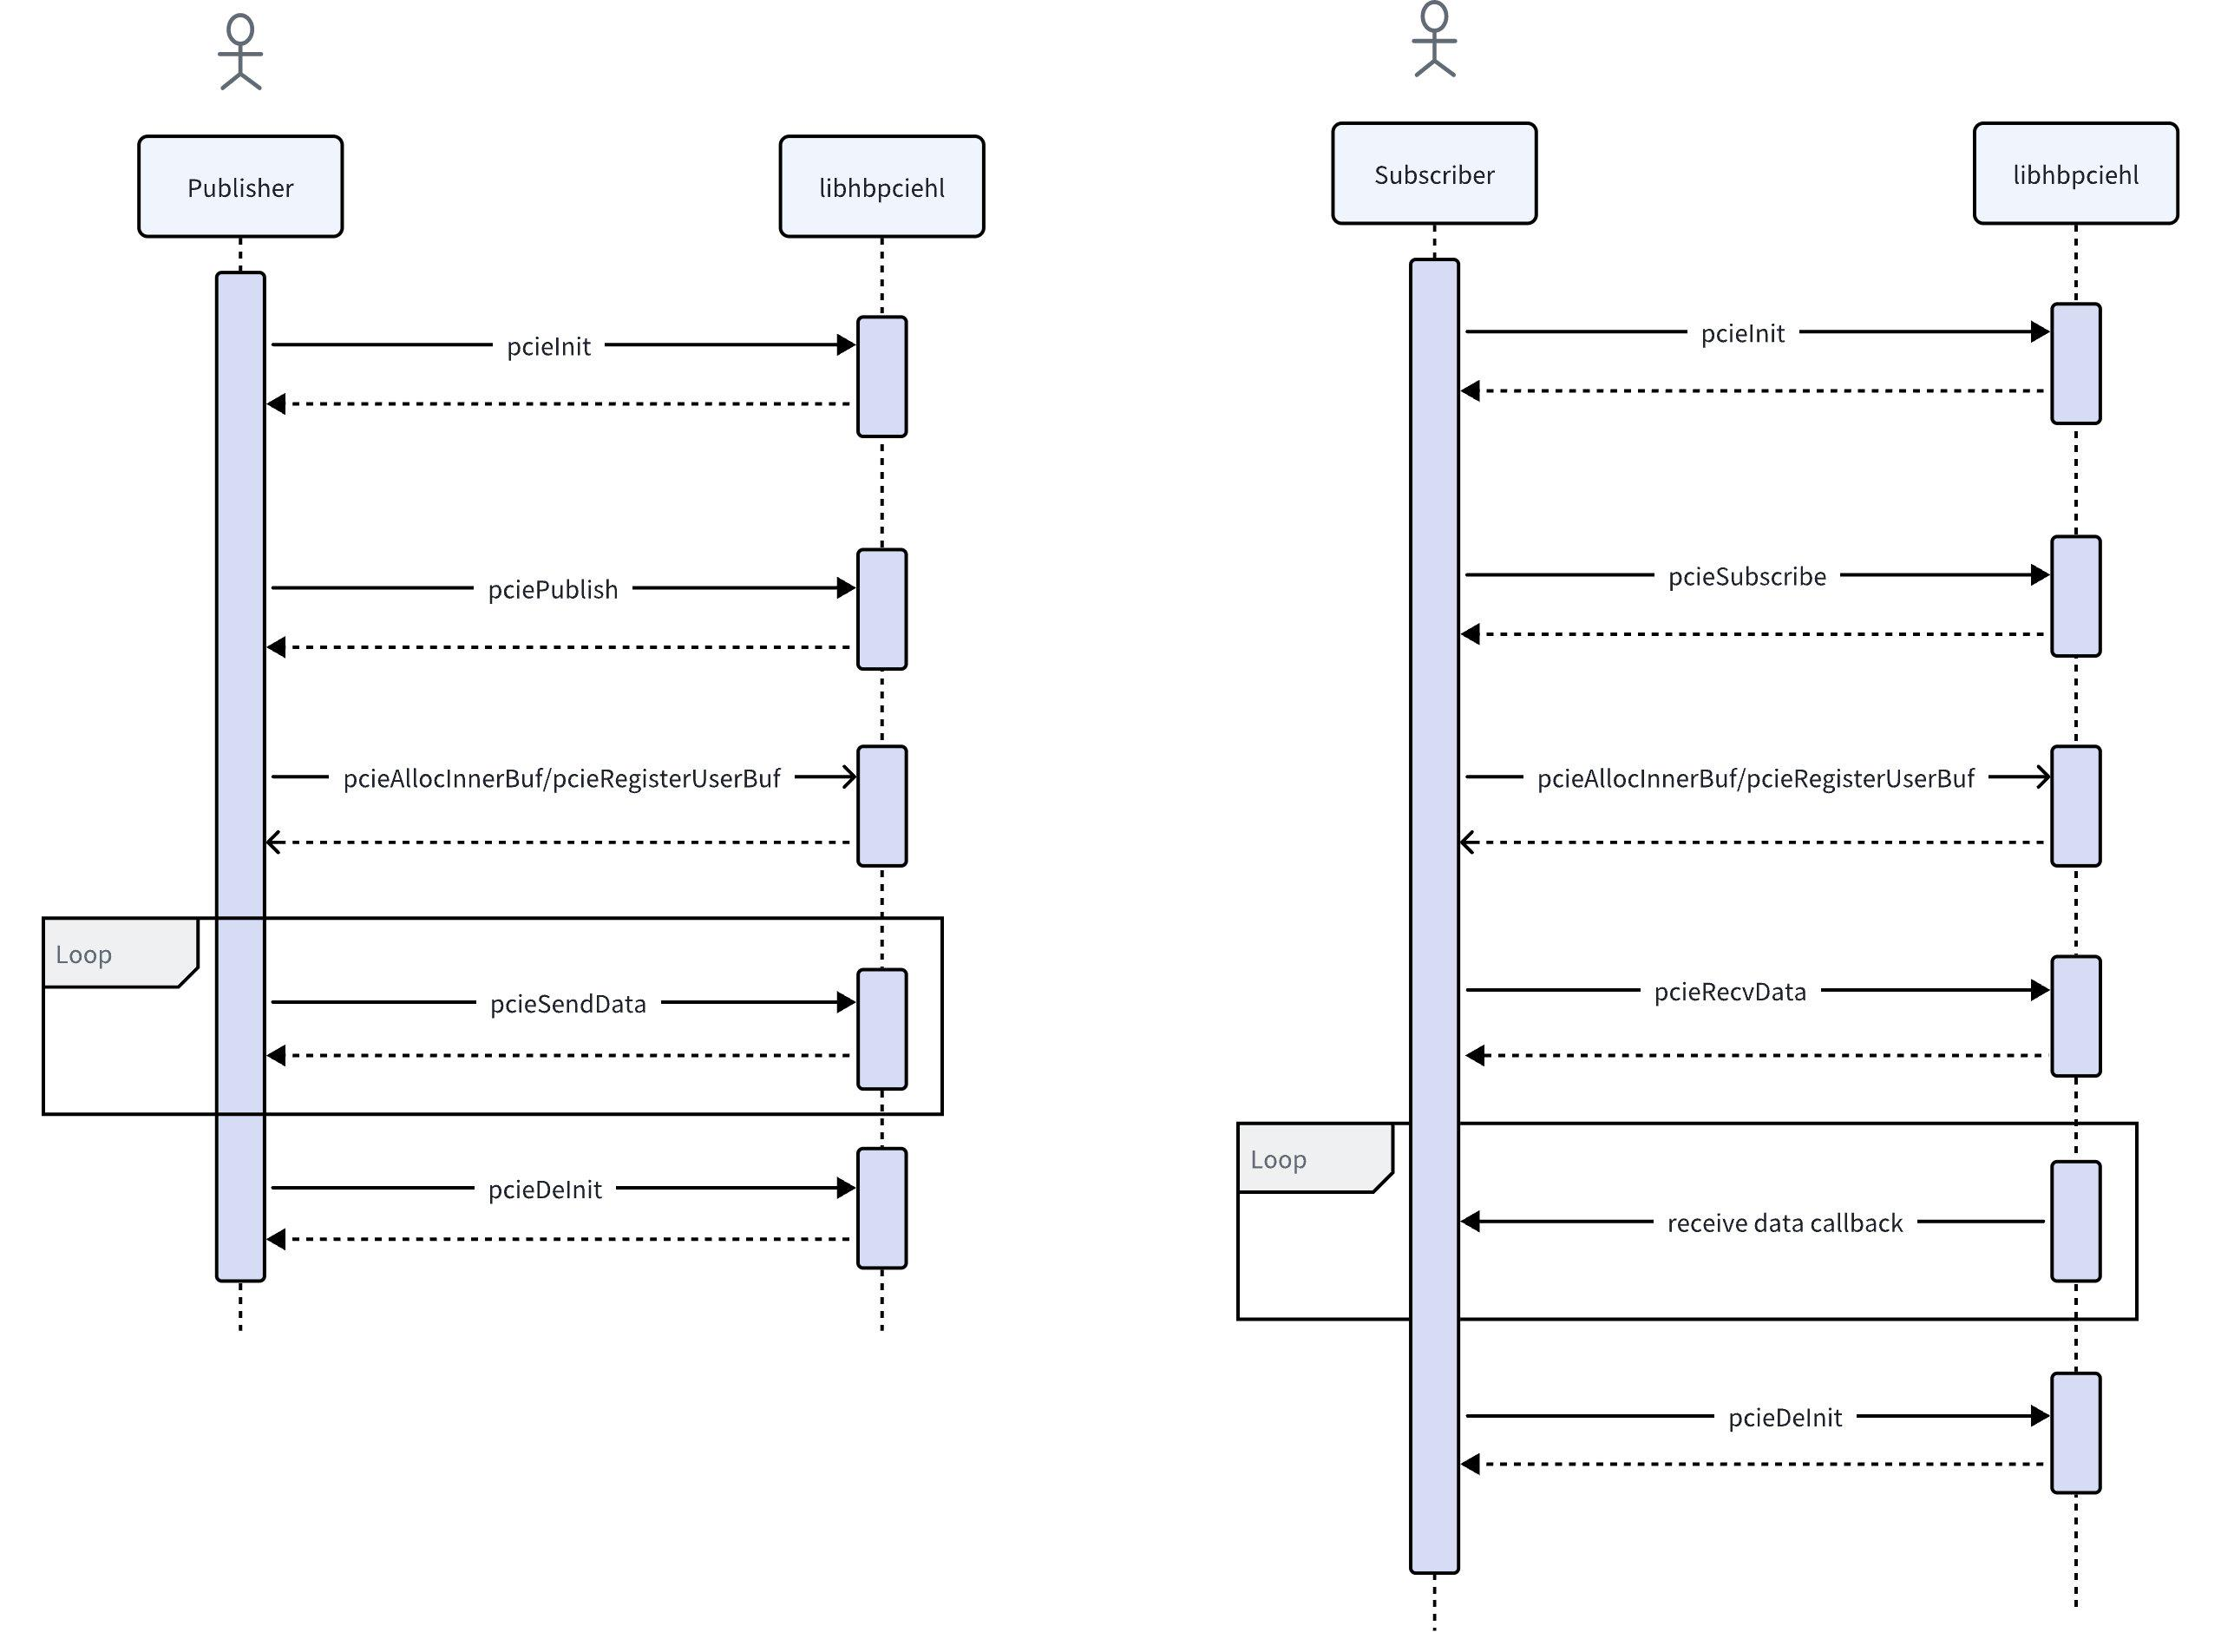 Publisher
libhbpciehl
pcieInit
pciePublish
pcieAllocInnerBuf/pcieRegisterUserBuf
Loop
pcieSendData
pcieDeInit
Subscriber
libhbpciehl
pcieInit
pcieSubscribe
pcieAllocInnerBuf/pcieRegisterUserBuf
pcieRecvData
Loop
receive data callback
pcieDeInit